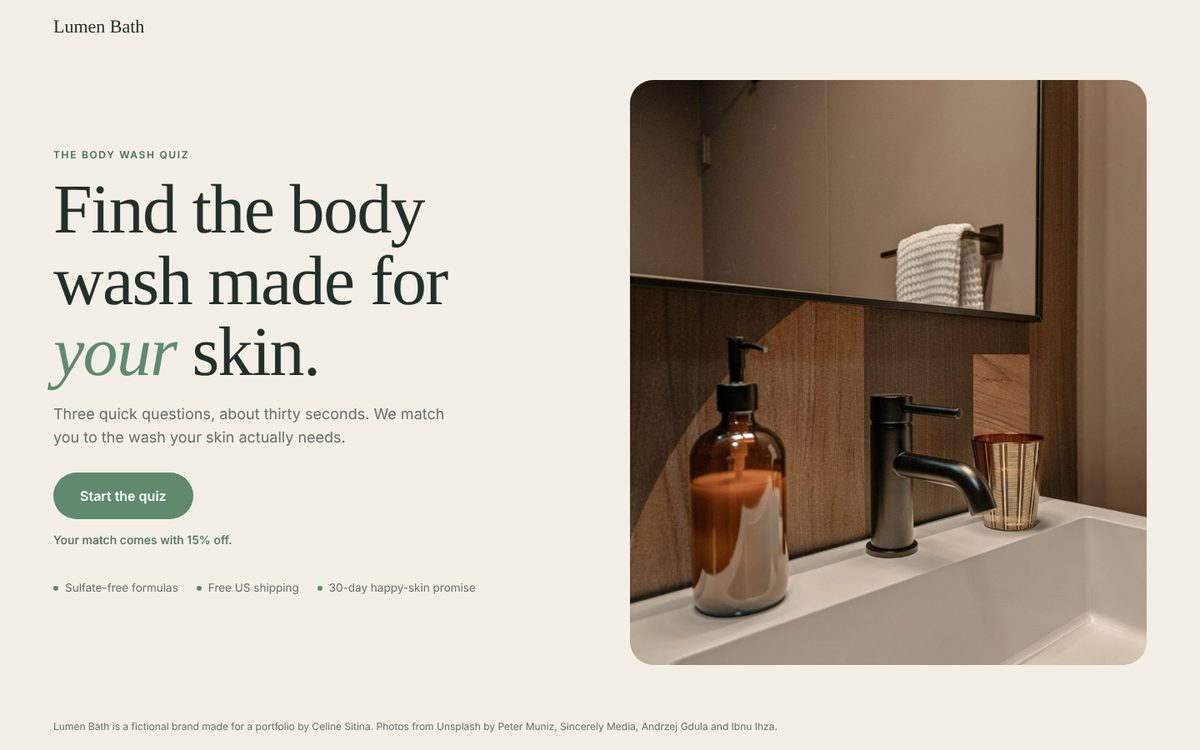 Lumen Bath
THE BODY WASH QUIZ
Find the body
wash made for
your skin.
Three quick questions, about thirty seconds. We match
you to the wash your skin actually needs.
Start the quiz
Your match comes with 15% off.
Sulfate-free formulas
Free US shipping
30-day happy-skin promise
Lumen Bath is a fictional brand made for a portfolio by Celine Sitina. Photos from Unsplash by Peter Muniz, Sincerely Media, Andrzej Gdula and Ibnu Ihza.